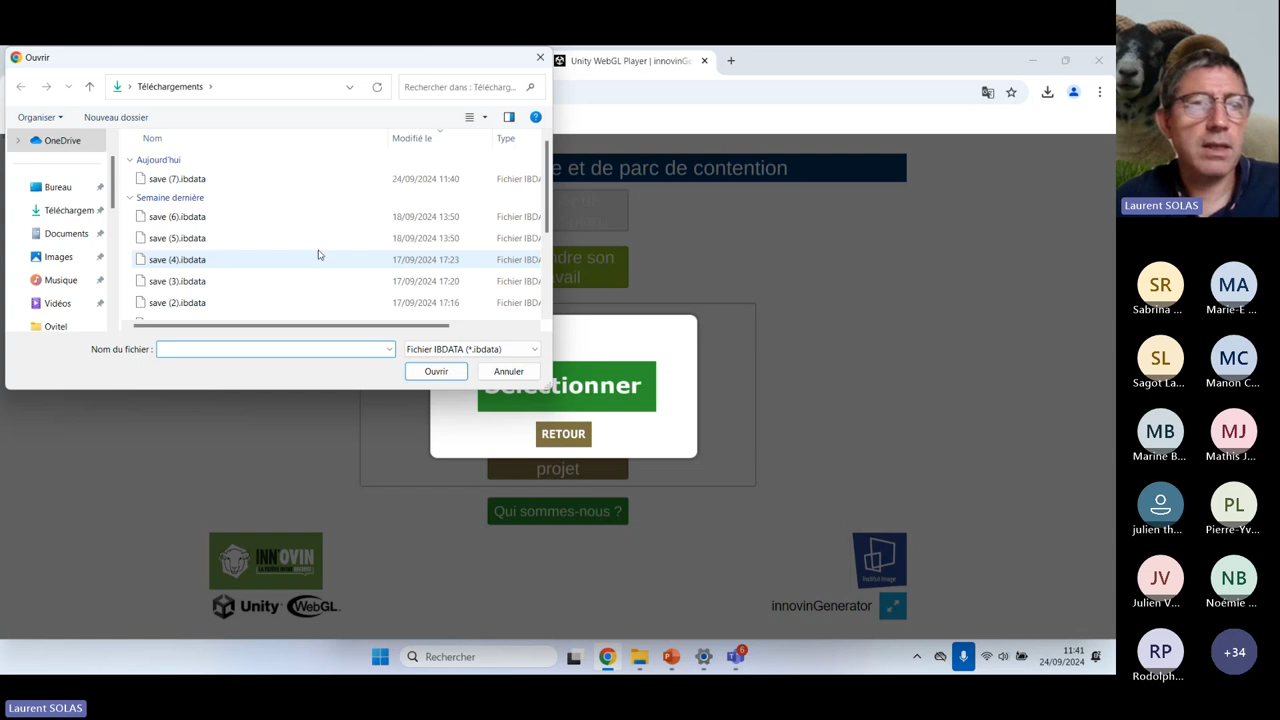 Ouvrir
Unity WebGL Player | innovinG
Téléchargements
Rechercher dans : Télécharg...
Organiser
Nouveau dossier
OneDrive
Bureau
Téléchargem
Documents
Images
Musique
Vidéos
Ovitel
Nom
Modifié le
Type
Aujourd'hui
save (7).ibdata 24/09/2024 11:40 Fichier IBDA
Semaine dernière
save (6).ibdata 18/09/2024 13:50 Fichier IBDA
save (5).ibdata 18/09/2024 13:50 Fichier IBDA
save (4).ibdata 17/09/2024 17:23 Fichier IBDA
save (3).ibdata 17/09/2024 17:20 Fichier IBDA
save (2).ibdata 17/09/2024 17:16 Fichier IBDA
Nom du fichier :
Fichier IBDATA (*.ibdata)
Ouvrir
Annuler
e et de parc de contention
ndre son
avail
Sélectionner
RETOUR
projet
Qui sommes-nous ?
INN'OVIN
Unity WebGL.
Institut Image
innovinGenerator
Rechercher
6
11:41
24/09/2024
Laurent SOLAS
SR
Sabrina ...
MA
Marie-E ...
SL
Sagot La...
MC
Manon C...
MB
Marine B...
MJ
Mathis J...
julien th...
PL
Pierre-Yv...
JV
Julien V...
NB
Noémie ...
RP
Rodolph...
+34
Laurent SOLAS